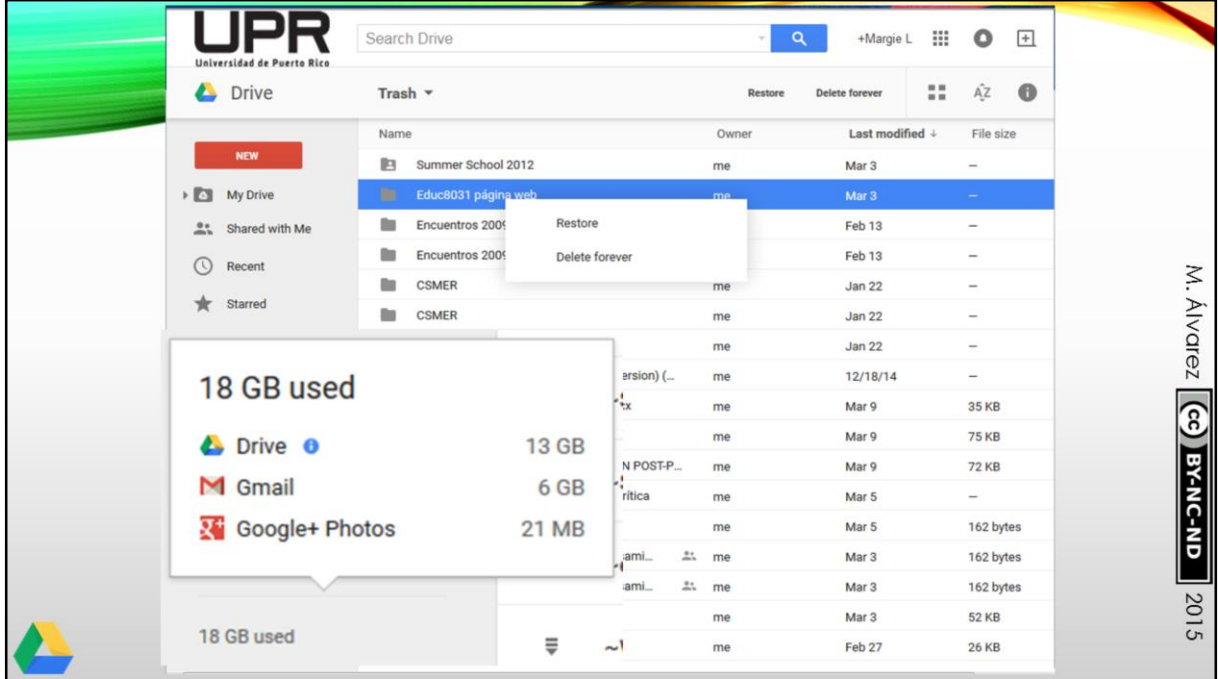 UPR
Universidad de Puerto Rico
Search Drive
+Margie L
Drive
Trash
Restore
Delete forever
AZ
NEW
My Drive
Shared with Me
Recent
Starred
Name Owner Last modified ↓ File size
Summer School 2012 me Mar 3 –
Educ8031 página web me Mar 3 –
Encuentros 2009 Feb 13 –
Encuentros 2009 Feb 13 –
Restore
Delete forever
CSMER me Jan 22 –
CSMER me Jan 22 –
me Jan 22 –
ersion) (... me 12/18/14 –
me Mar 9 35 KB
me Mar 9 75 KB
N POST-P... me Mar 9 72 KB
rítica me Mar 5 –
me Mar 5 162 bytes
sami... me Mar 3 162 bytes
sami... me Mar 3 162 bytes
me Mar 3 52 KB
me Feb 27 26 KB
18 GB used
Drive 13 GB
Gmail 6 GB
Google+ Photos 21 MB
18 GB used
M. Álvarez cc BY-NC-ND 2015